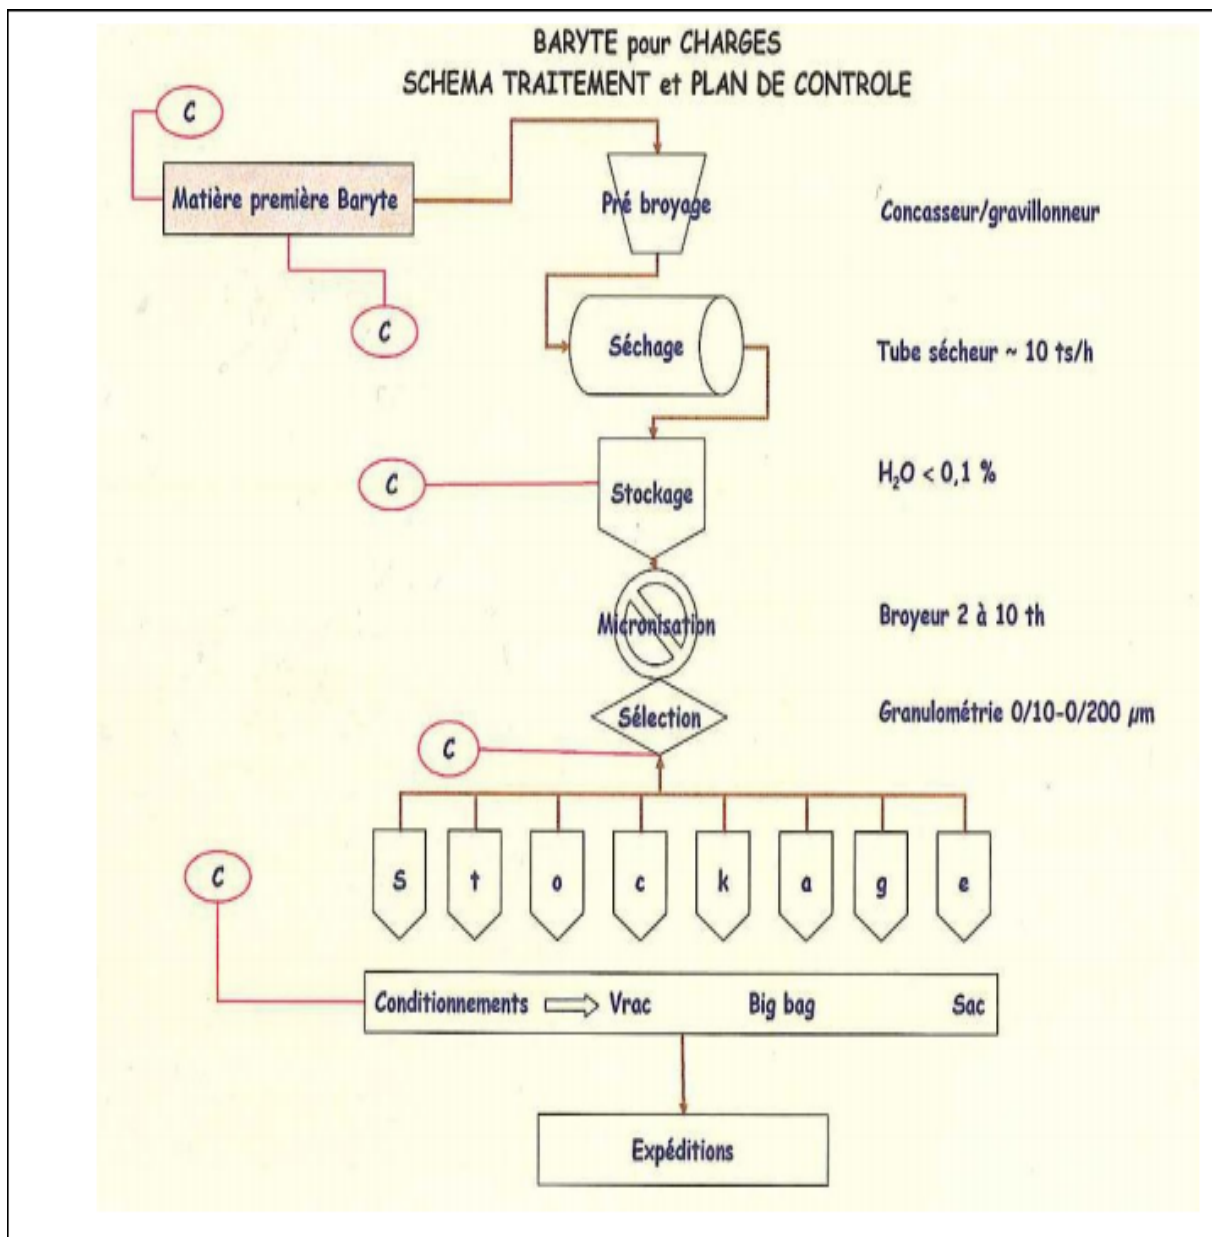 BARYTE pour CHARGES
SCHEMA TRAITEMENT et PLAN DE CONTROLE
C
Matière première Baryte
Pré broyage
Concasseur/gravillonneur
C
Séchage
Tube sécheur ~ 10 ts/h
C
Stockage
H₂O < 0,1 %
Micronisation
Broyeur 2 à 10 th
Sélection
Granulométrie 0/10-0/200 µm
C
S t o c k a g e
C
Conditionnements Vrac Big bag Sac
Expéditions